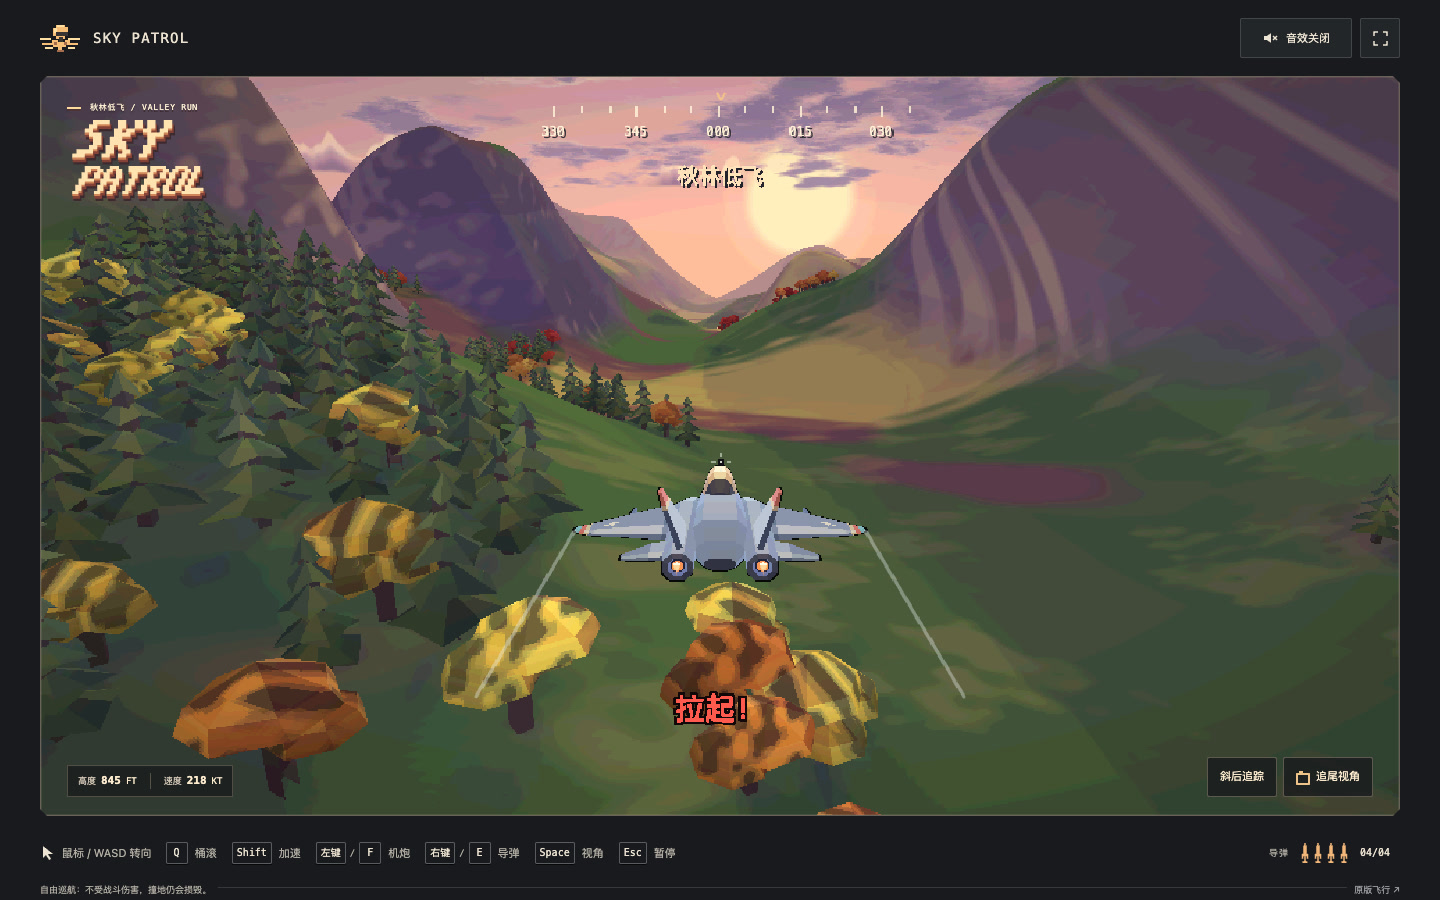 SKY PATROL
音效关闭
秋林低飞 / VALLEY RUN
SKY
PATROL
330 345 000 015 030
秋林低飞
拉起!
高度 845 FT 速度 218 KT
斜后追踪
追尾视角
鼠标 / WASD 转向 Q 桶滚 Shift 加速 左键 / F 机炮 右键 / E 导弹 Space 视角 Esc 暂停
导弹 04/04
自由巡航：不受战斗伤害，撞地仍会损毁。
原版飞行 ↗